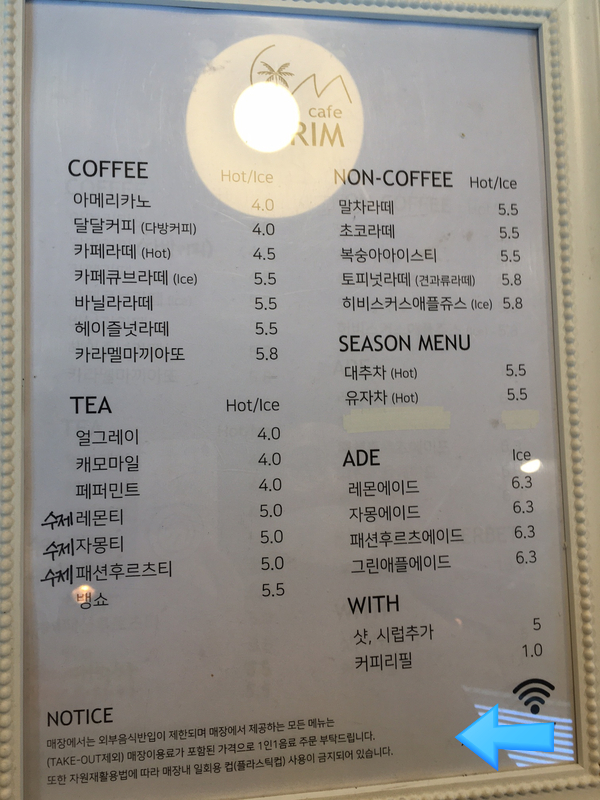 cafe
RIM
COFFEE Hot/Ice
아메리카노 4.0
달달커피 (다방커피) 4.0
카페라떼 (Hot) 4.5
카페큐브라떼 (Ice) 5.5
바닐라라떼 5.5
헤이즐넛라떼 5.5
카라멜마끼아또 5.8
TEA Hot/Ice
얼그레이 4.0
캐모마일 4.0
페퍼민트 4.0
수제 레몬티 5.0
수제 자몽티 5.0
수제 패션후르츠티 5.0
뱅쇼 5.5
NON-COFFEE Hot/Ice
말차라떼 5.5
초코라떼 5.5
복숭아아이스티 5.5
토피넛라떼 (견과류라떼) 5.8
히비스커스애플쥬스 (Ice) 5.8
SEASON MENU
대추차 (Hot) 5.5
유자차 (Hot) 5.5
ADE Ice
레몬에이드 6.3
자몽에이드 6.3
패션후르츠에이드 6.3
그린애플에이드 6.3
WITH
샷, 시럽추가 5
커피리필 1.0
NOTICE
매장에서는 외부음식반입이 제한되며 매장에서 제공하는 모든 메뉴는
(TAKE-OUT제외) 매장이용료가 포함된 가격으로 1인1음료 주문 부탁드립니다.
또한 자원재활용법에 따라 매장내 일회용 컵(플라스틱컵) 사용이 금지되어 있습니다.